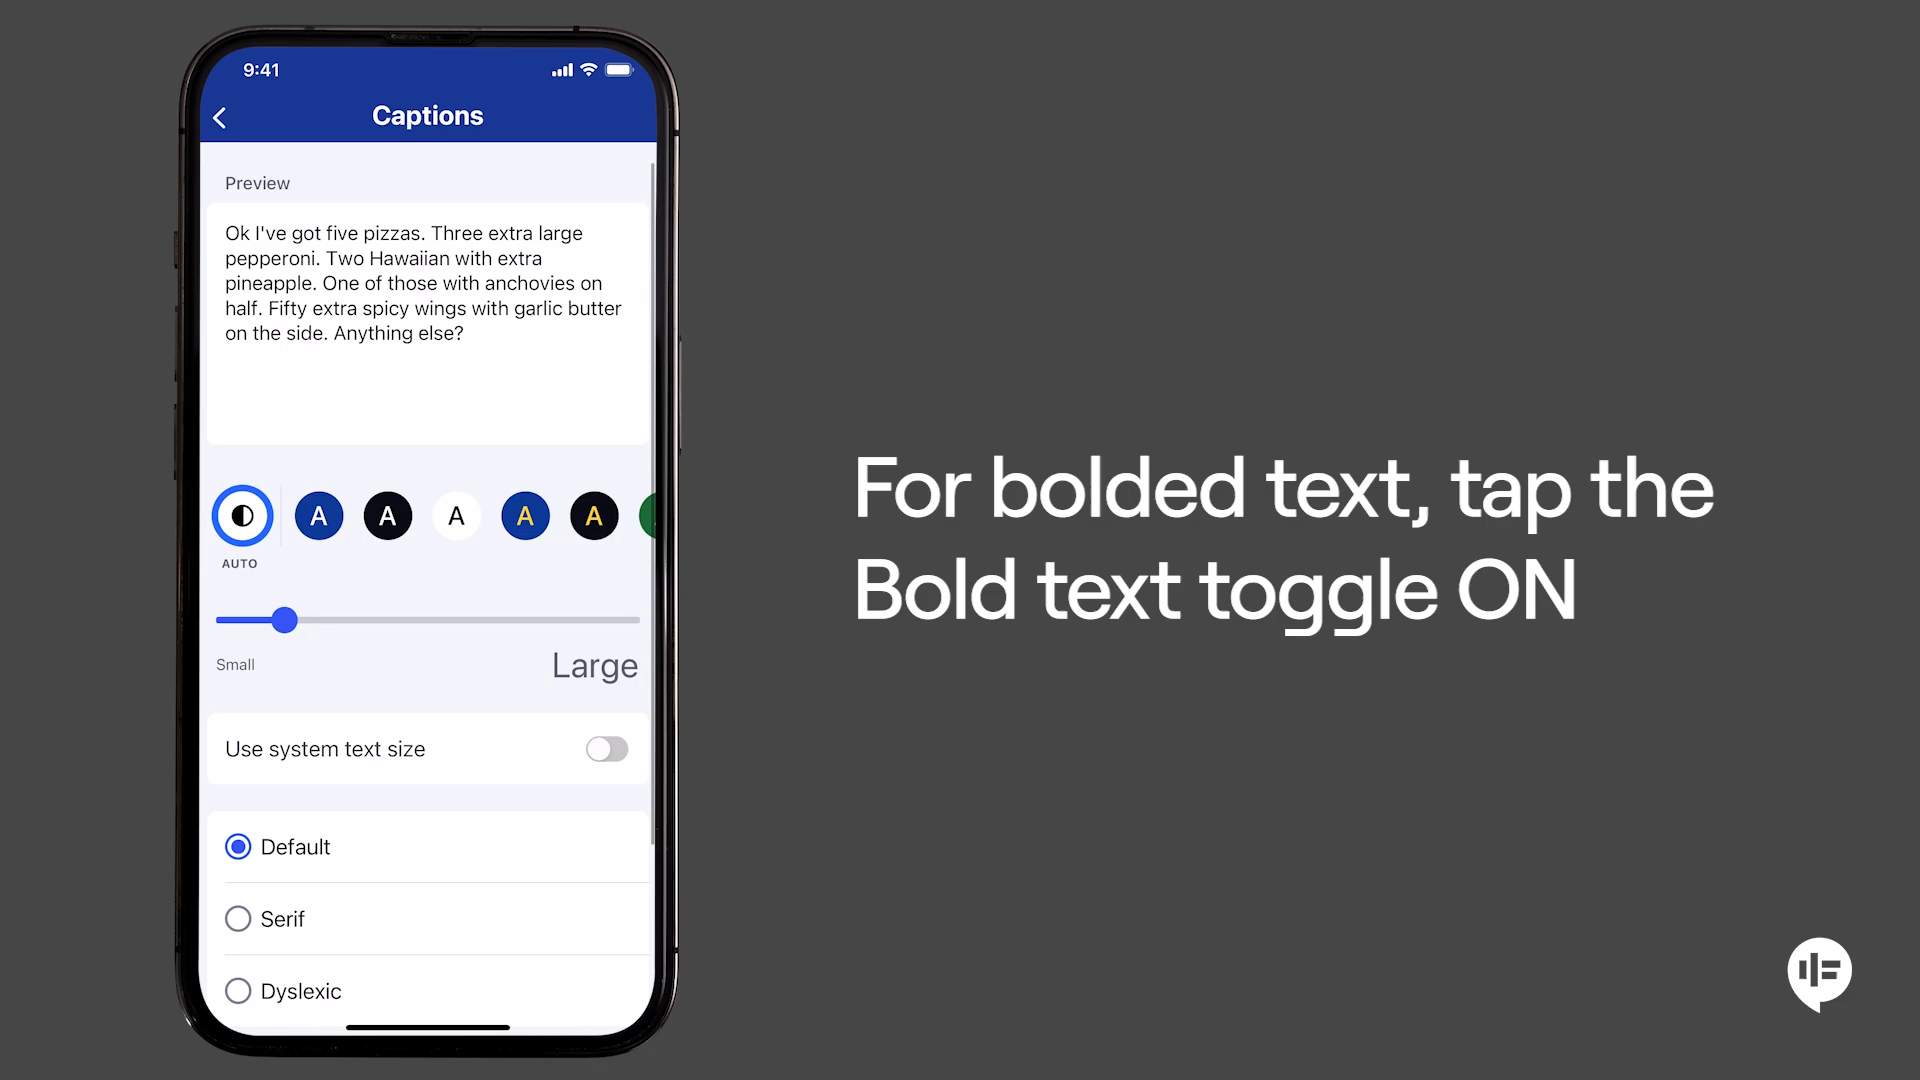 9:41
Captions
Preview
Ok I've got five pizzas. Three extra large
pepperoni. Two Hawaiian with extra
pineapple. One of those with anchovies on
half. Fifty extra spicy wings with garlic butter
on the side. Anything else?
A A A A A
AUTO
Small Large
Use system text size
Default
Serif
Dyslexic
For bolded text, tap the
Bold text toggle ON